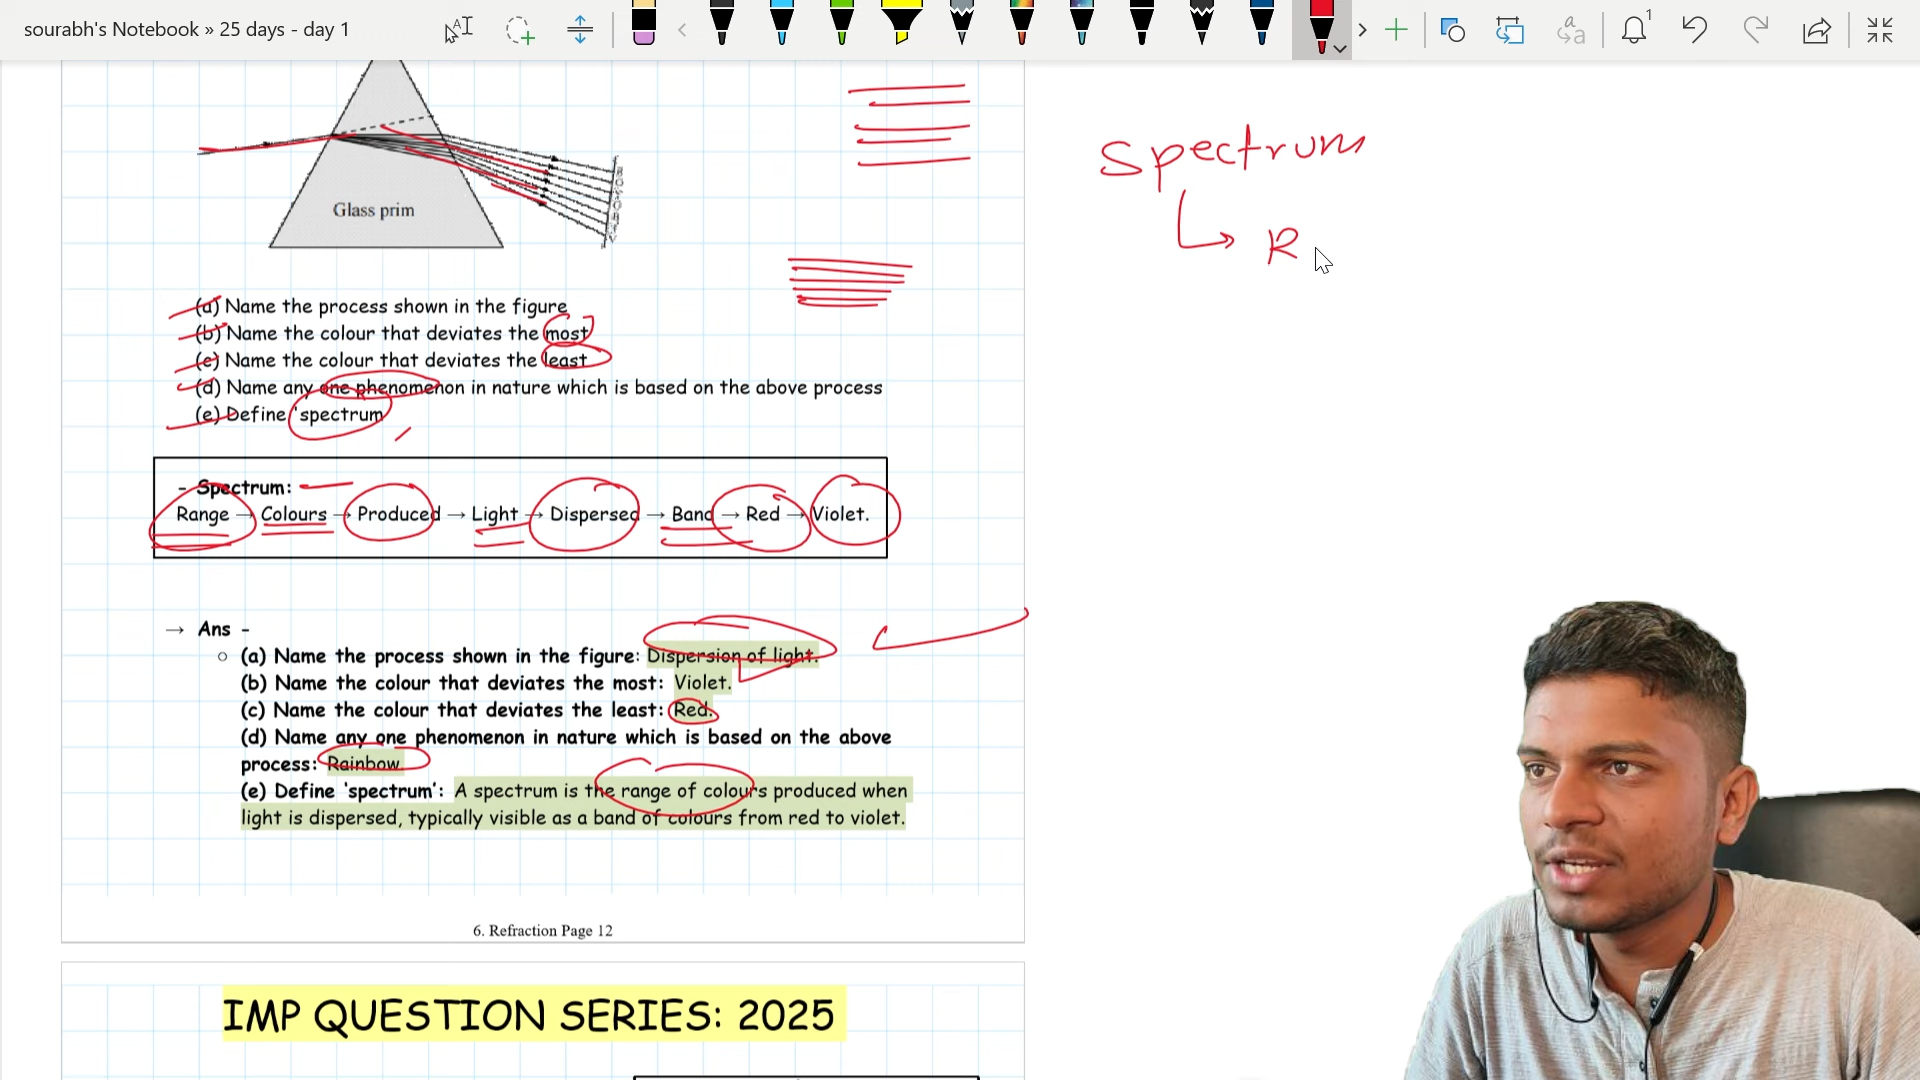 sourabh's Notebook » 25 days - day 1
1
Glass prim
(a) Name the process shown in the figure
(b) Name the colour that deviates the most
(c) Name the colour that deviates the least
(d) Name any one phenomenon in nature which is based on the above process
(e) Define 'spectrum
- Spectrum:
Range → Colours → Produced → Light → Dispersed → Band → Red → Violet.
→ Ans -
(a) Name the process shown in the figure: Dispersion of light.
(b) Name the colour that deviates the most: Violet.
(c) Name the colour that deviates the least: Red.
(d) Name any one phenomenon in nature which is based on the above
process: Rainbow
(e) Define 'spectrum': A spectrum is the range of colours produced when
light is dispersed, typically visible as a band of colours from red to violet.
6. Refraction Page 12
IMP QUESTION SERIES: 2025
Spectrum
↳ R